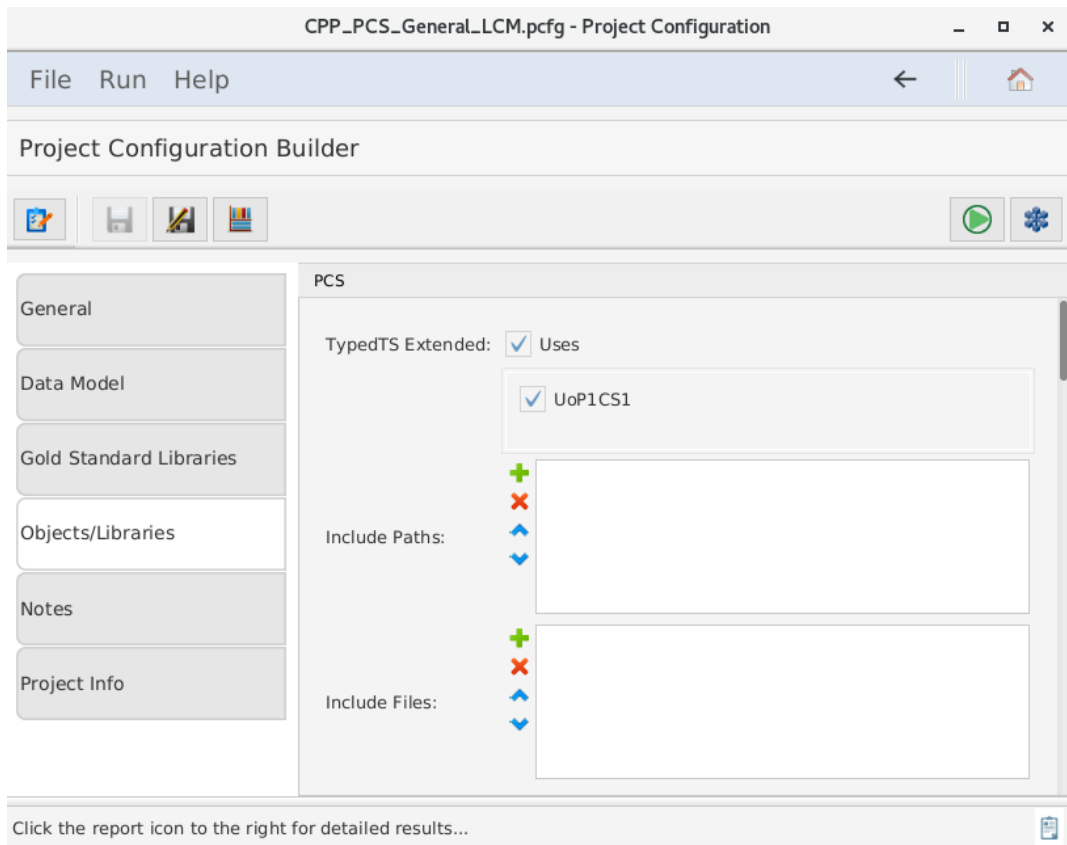 CPP_PCS_General_LCM.pcfg - Project Configuration
File Run Help
Project Configuration Builder
General
Data Model
Gold Standard Libraries
Objects/Libraries
Notes
Project Info
PCS
TypedTS Extended: Uses
UoP1CS1
Include Paths:
Include Files:
Click the report icon to the right for detailed results...